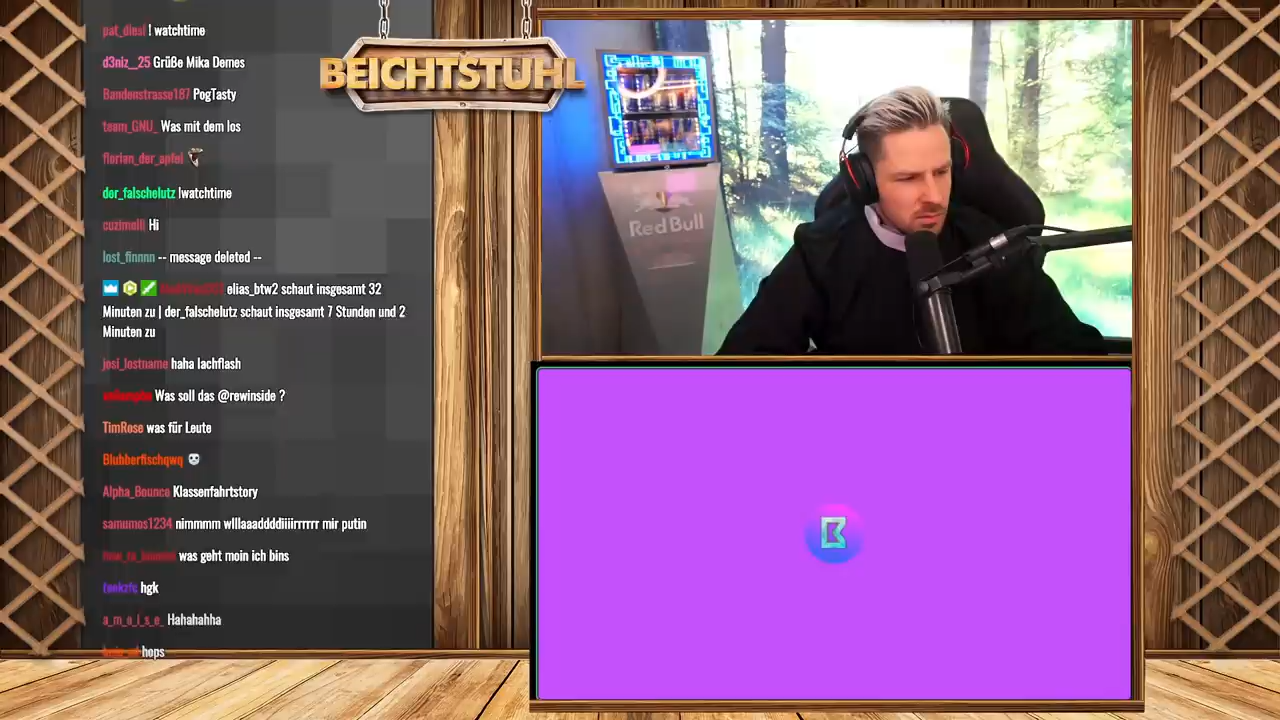 pat_diesl ! watchtime
d3niz__25 Grüße Mika Demes
Bandenstrasse187 PogTasty
team_GNU_ Was mit dem los
florian_der_apfel
der_falschelutz !watchtime
cuzimelli Hi
lost_finnnn -- message deleted --
elias_btw2 schaut insgesamt 32
Minuten zu | der_falschelutz schaut insgesamt 7 Stunden und 2
Minuten zu
josi_lostname haha lachflash
Was soll das @rewinside ?
TimRose was für Leute
Blubberfischqwq
Alpha_Bounce Klassenfahrtstory
samumos1234 nimmmm wlllaaaddddiiiirrrrrr mir putin
was geht moin ich bins
hgk
a_m_o_l_s_e_ Hahahahha
hops
BEICHTSTUHL
Red Bull